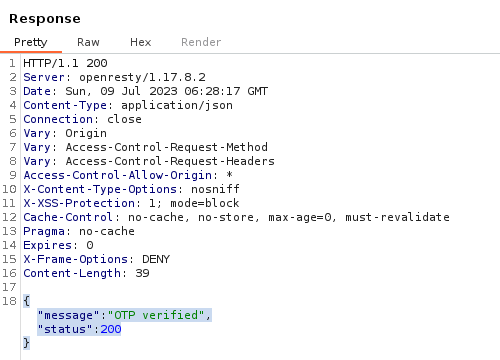 Response
Pretty Raw Hex Render
1 HTTP/1.1 200
2 Server: openresty/1.17.8.2
3 Date: Sun, 09 Jul 2023 06:28:17 GMT
4 Content-Type: application/json
5 Connection: close
6 Vary: Origin
7 Vary: Access-Control-Request-Method
8 Vary: Access-Control-Request-Headers
9 Access-Control-Allow-Origin: *
10 X-Content-Type-Options: nosniff
11 X-XSS-Protection: 1; mode=block
12 Cache-Control: no-cache, no-store, max-age=0, must-revalidate
13 Pragma: no-cache
14 Expires: 0
15 X-Frame-Options: DENY
16 Content-Length: 39
17
18 {
"message":"OTP verified",
"status":200
}